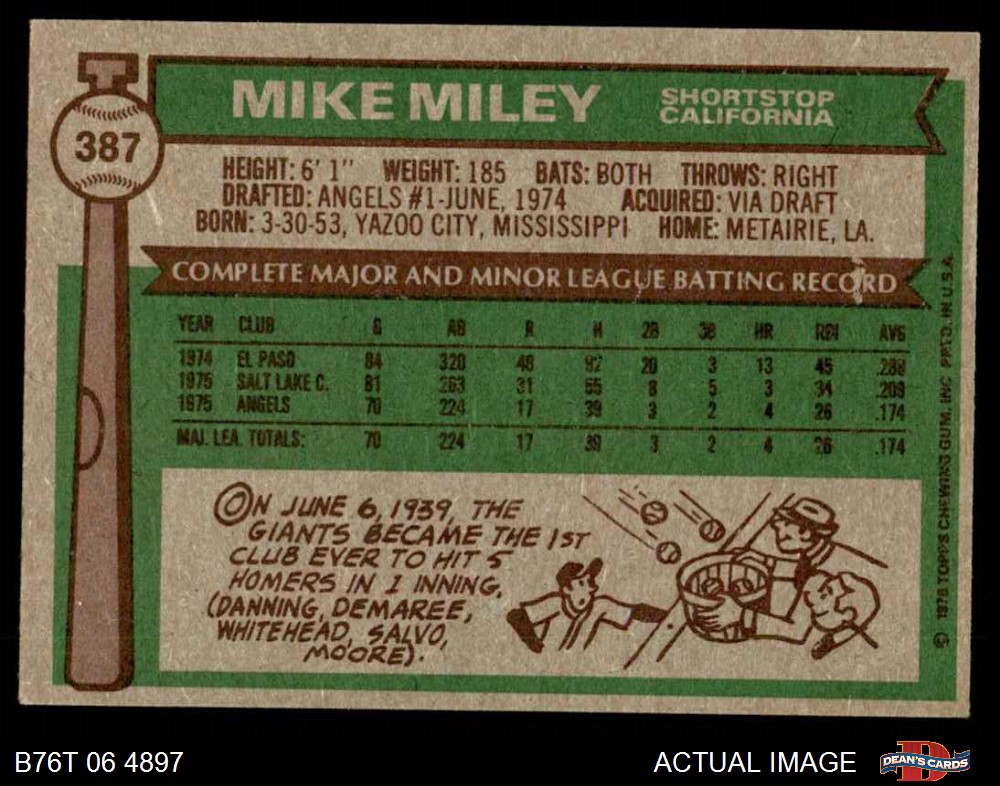 387
MIKE MILEY SHORTSTOP
CALIFORNIA
HEIGHT: 6' 1" WEIGHT: 185 BATS: BOTH THROWS: RIGHT
DRAFTED: ANGELS #1-JUNE, 1974 ACQUIRED: VIA DRAFT
BORN: 3-30-53, YAZOO CITY, MISSISSIPPI HOME: METAIRIE, LA.
COMPLETE MAJOR AND MINOR LEAGUE BATTING RECORD
YEAR CLUB G AB R H 2B 3B HR RBI AVG
1974 EL PASO 84 320 48 92 20 3 13 45 .288
1975 SALT LAKE C. 81 263 31 55 8 5 3 34 .209
1975 ANGELS 70 224 17 39 3 2 4 26 .174
MAJ. LEA. TOTALS: 70 224 17 39 3 2 4 26 .174
ON JUNE 6, 1939, THE
GIANTS BECAME THE 1ST
CLUB EVER TO HIT 5
HOMERS IN 1 INNING,
(DANNING, DEMAREE,
WHITEHEAD, SALVO,
MOORE).
© 1976 TOPPS CHEWING GUM, INC. PRTD. IN U.S.A.
B76T 06 4897
ACTUAL IMAGE
DEAN'S CARDS